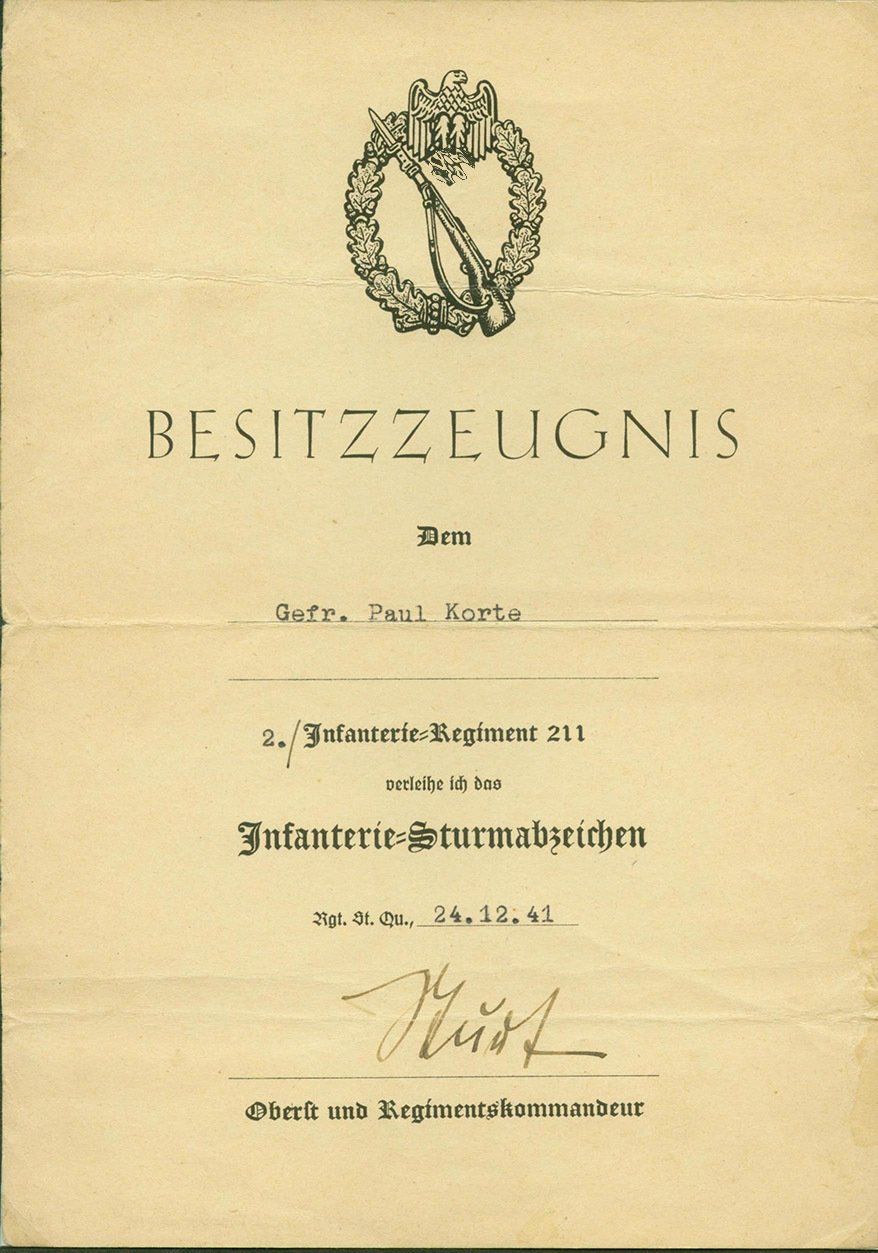 BESITZZEUGNIS
Dem
Gefr. Paul Korte
2./Infanterie-Regiment 211
verleihe ich das
Infanterie-Sturmabzeichen
Rgt. St. Qu., 24.12.41
Oberst und Regimentskommandeur